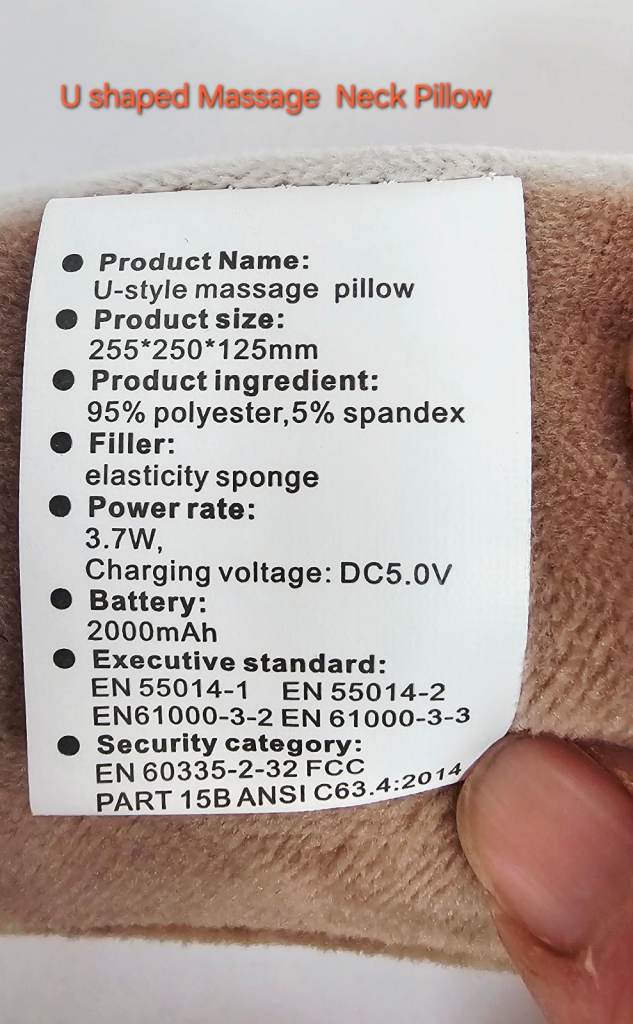 U shaped Massage Neck Pillow
● Product Name:
U-style massage pillow
● Product size:
255*250*125mm
● Product ingredient:
95% polyester,5% spandex
● Filler:
elasticity sponge
● Power rate:
3.7W,
Charging voltage: DC5.0V
● Battery:
2000mAh
● Executive standard:
EN 55014-1 EN 55014-2
EN61000-3-2 EN 61000-3-3
● Security category:
EN 60335-2-32 FCC
PART 15B ANSI C63.4:2014